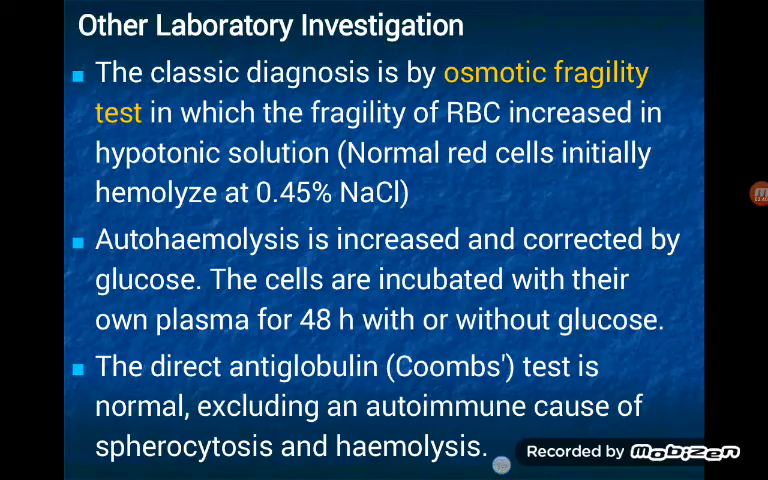 Other Laboratory Investigation
The classic diagnosis is by osmotic fragility
test in which the fragility of RBC increased in
hypotonic solution (Normal red cells initially
hemolyze at 0.45% NaCl)
Autohaemolysis is increased and corrected by
glucose. The cells are incubated with their
own plasma for 48 h with or without glucose.
The direct antiglobulin (Coombs') test is
normal, excluding an autoimmune cause of
spherocytosis and haemolysis.
Recorded by Mobizen